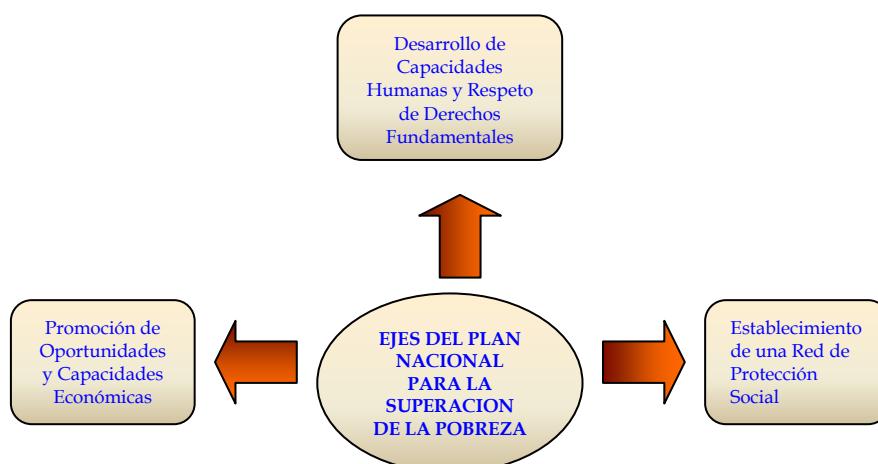 Desarrollo de
Capacidades
Humanas y Respeto
de Derechos
Fundamentales
Promoción de
Oportunidades
y Capacidades
Económicas
EJES DEL PLAN
NACIONAL
PARA LA
SUPERACION
DE LA POBREZA
Establecimiento
de una Red de
Protección
Social